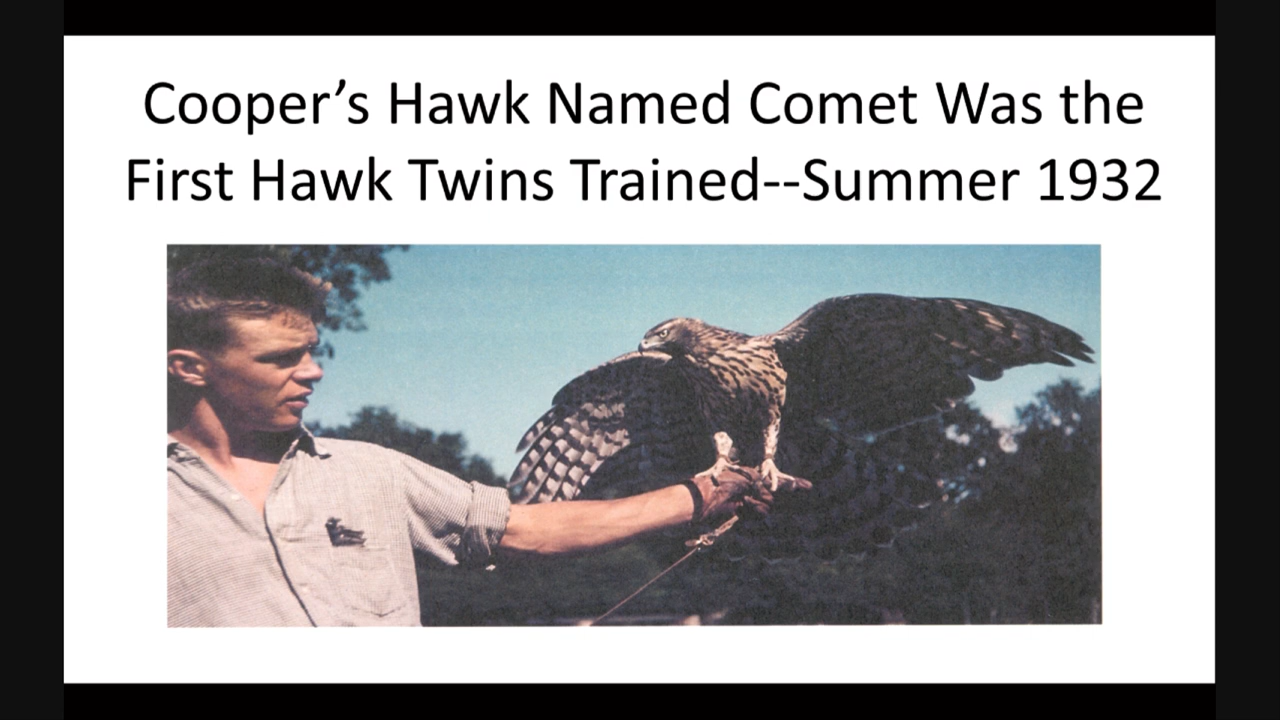 Cooper’s Hawk Named Comet Was the
First Hawk Twins Trained--Summer 1932